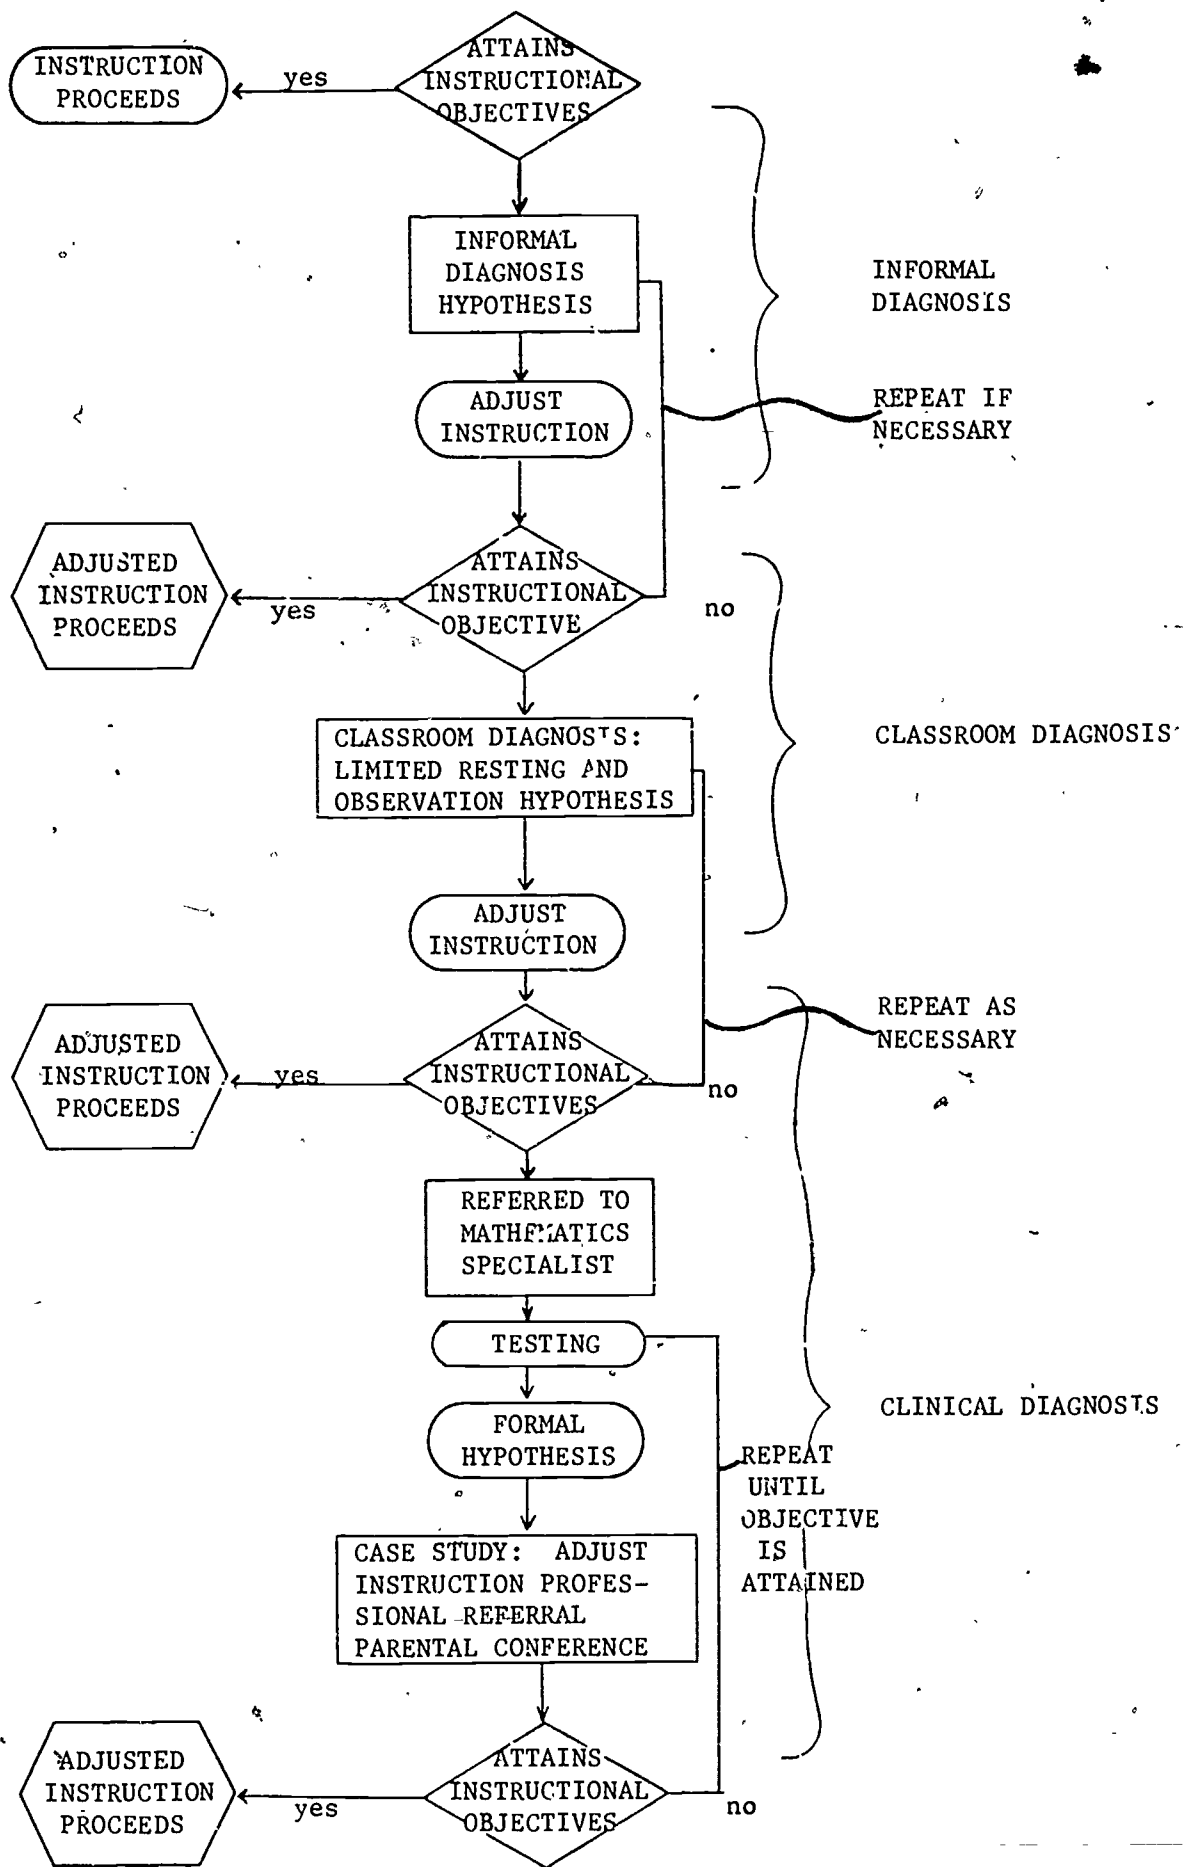 ATTAINS
INSTRUCTIONAL
OBJECTIVES
INSTRUCTION
PROCEEDS
yes
INFORMAL
DIAGNOSIS
HYPOTHESIS
INFORMAL
DIAGNOSIS
ADJUST
INSTRUCTION
REPEAT IF
NECESSARY
ATTAINS
INSTRUCTIONAL
OBJECTIVE
ADJUSTED
INSTRUCTION
PROCEEDS
yes
no
CLASSROOM DIAGNOSIS:
LIMITED RESTING AND
OBSERVATION HYPOTHESIS
CLASSROOM DIAGNOSIS
ADJUST
INSTRUCTION
REPEAT AS
NECESSARY
ATTAINS
INSTRUCTIONAL
OBJECTIVES
ADJUSTED
INSTRUCTION
PROCEEDS
yes
no
REFERRED TO
MATHEMATICS
SPECIALIST
TESTING
FORMAL
HYPOTHESIS
CLINICAL DIAGNOSIS
REPEAT
UNTIL
OBJECTIVE
IS
ATTAINED
CASE STUDY: ADJUST
INSTRUCTION PROFES-
SIONAL REFERRAL
PARENTAL CONFERENCE
ATTAINS
INSTRUCTIONAL
OBJECTIVES
ADJUSTED
INSTRUCTION
PROCEEDS
yes
no